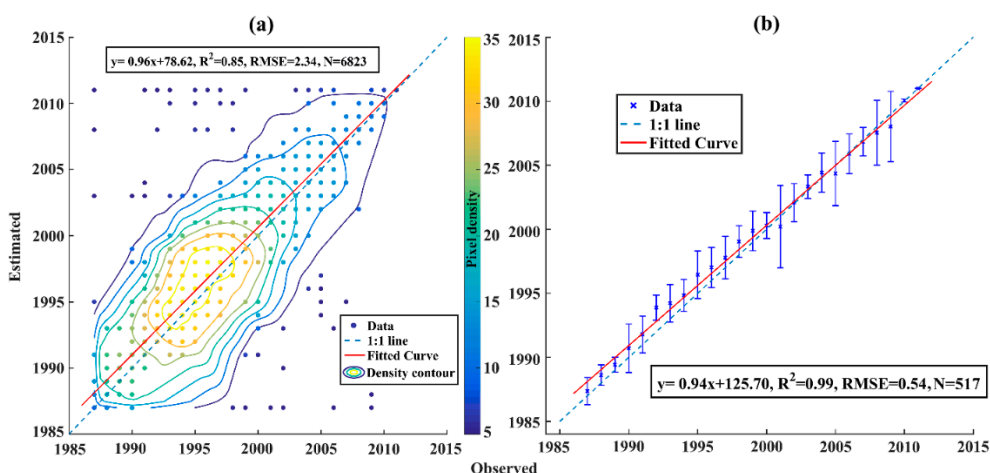 (a)
(b)
y= 0.96x+78.62, R²=0.85, RMSE=2.34, N=6823
2015
2010
2005
2000
1995
1990
1985
Estimated
1985 1990 1995 2000 2005 2010 2015
Data
1:1 line
Fitted Curve
Density contour
35
30
25
20
15
10
5
Pixel density
2015
2010
2005
2000
1995
1990
1985
Data
1:1 line
Fitted Curve
y= 0.94x+125.70, R²=0.99, RMSE=0.54, N=517
1985 1990 1995 2000 2005 2010 2015
Observed